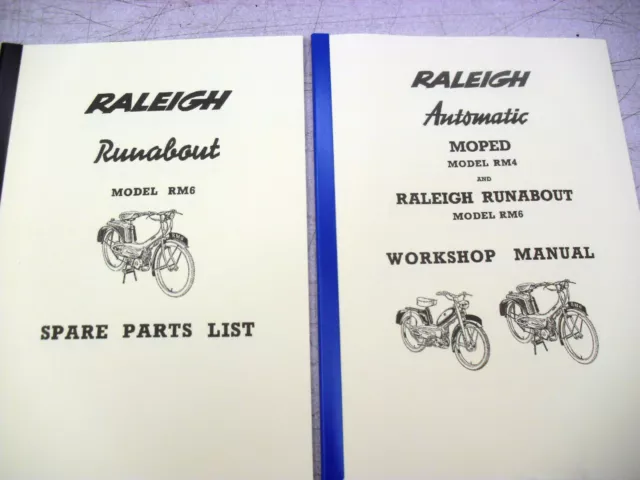 RALEIGH
Runabout
MODEL RM6
SPARE PARTS LIST
RALEIGH
Automatic
MOPED
MODEL RM4
AND
RALEIGH RUNABOUT
MODEL RM6
WORKSHOP MANUAL